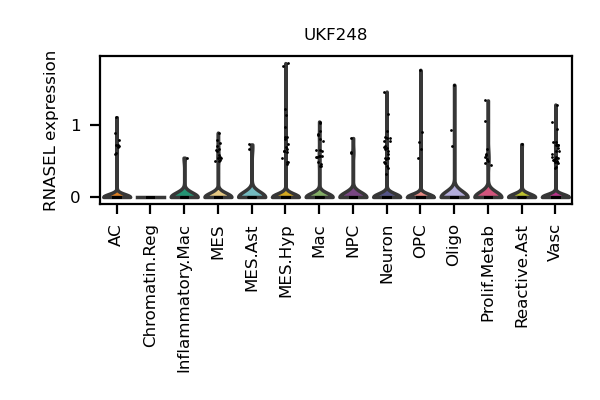 UKF248
RNASEL expression
1
0
AC
Chromatin.Reg
Inflammatory.Mac
MES
MES.Ast
MES.Hyp
Mac
NPC
Neuron
OPC
Oligo
Prolif.Metab
Reactive.Ast
Vasc